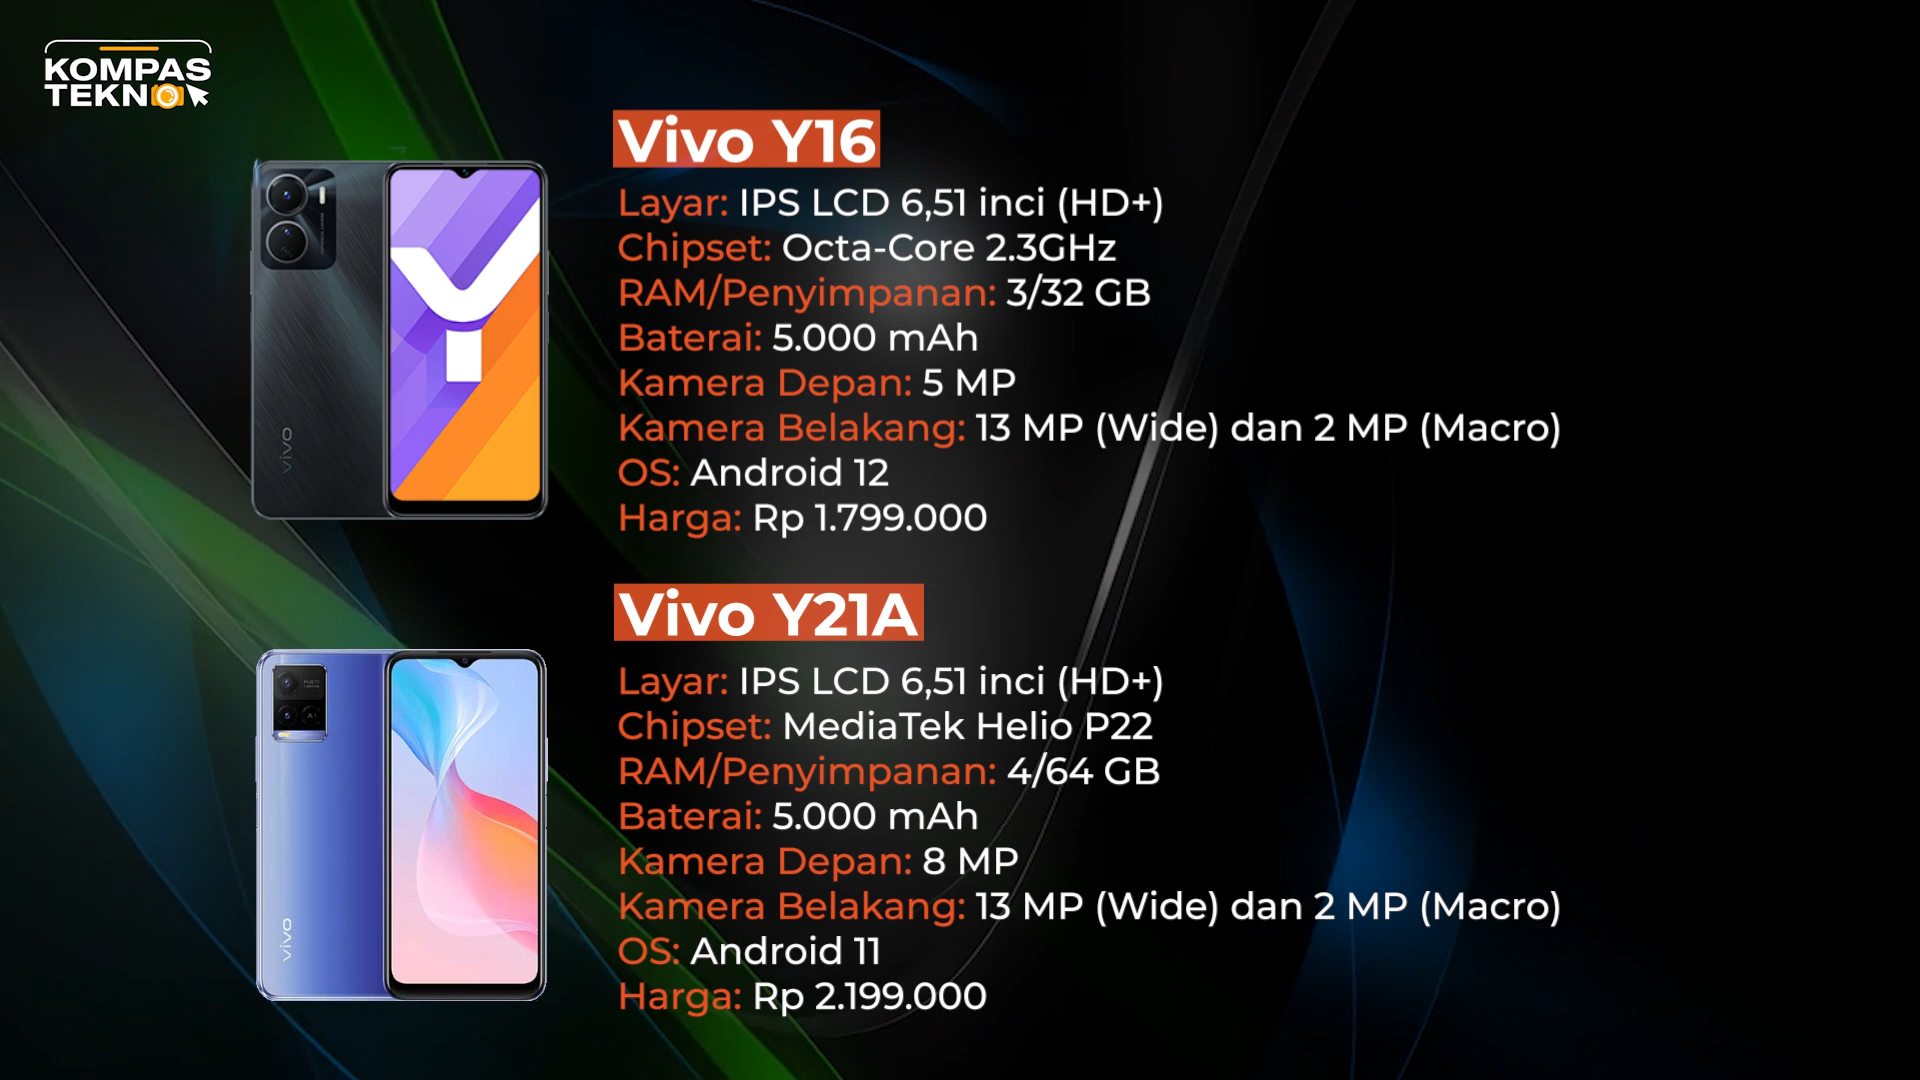 KOMPAS
TEKNO
Vivo Y16
Layar: IPS LCD 6,51 inci (HD+)
Chipset: Octa-Core 2.3GHz
RAM/Penyimpanan: 3/32 GB
Baterai: 5.000 mAh
Kamera Depan: 5 MP
Kamera Belakang: 13 MP (Wide) dan 2 MP (Macro)
OS: Android 12
Harga: Rp 1.799.000
vivo
Vivo Y21A
Layar: IPS LCD 6,51 inci (HD+)
Chipset: MediaTek Helio P22
RAM/Penyimpanan: 4/64 GB
Baterai: 5.000 mAh
Kamera Depan: 8 MP
Kamera Belakang: 13 MP (Wide) dan 2 MP (Macro)
OS: Android 11
Harga: Rp 2.199.000
AI
vivo